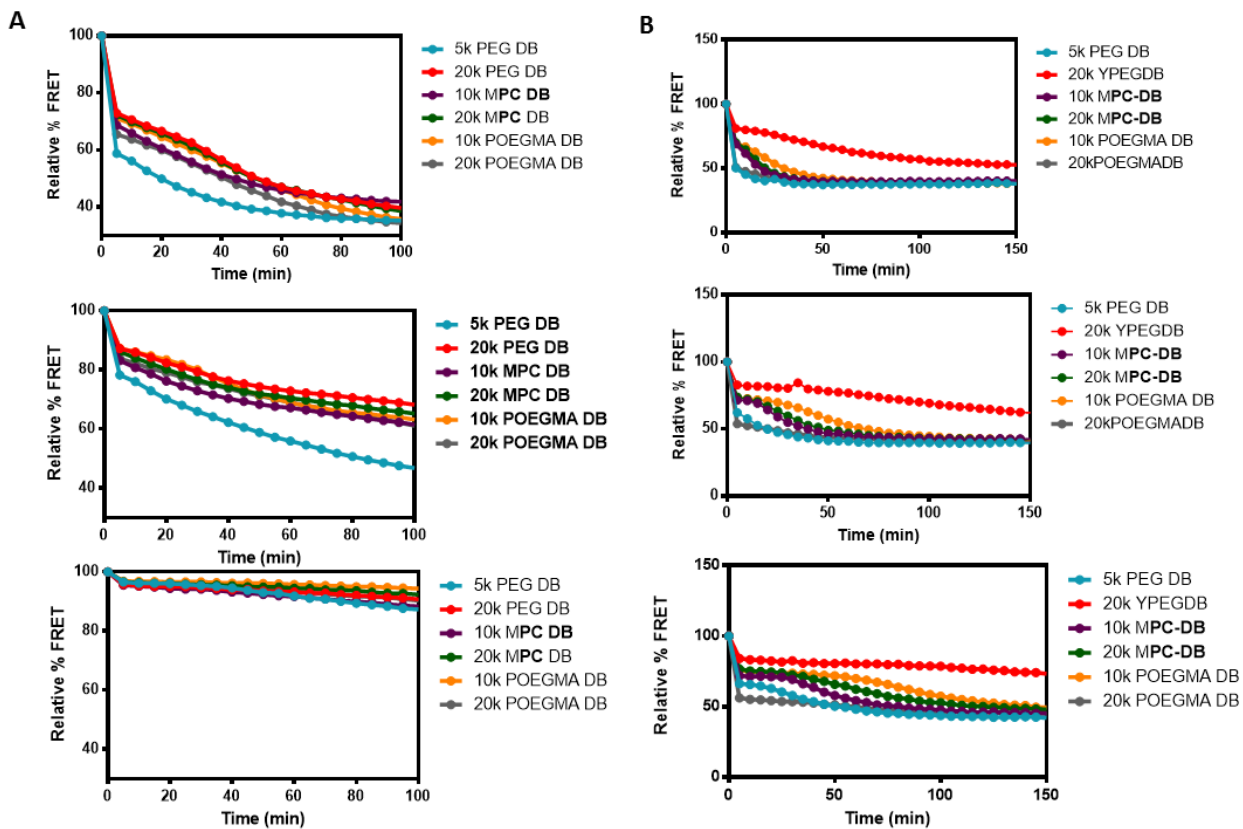 A
Relative % FRET
100
80
60
40
0
20
40
60
80
100
Time (min)
5k PEG DB
20k PEG DB
10k MPC DB
20k MPC DB
10k POEGMA DB
20k POEGMA DB
B
Relative % FRET
150
100
50
0
0
50
100
150
Time (min)
5k PEG DB
20k YPEGDB
10k MPC-DB
20k MPC-DB
10k POEGMA DB
20kPOEGMADB
Relative % FRET
100
80
60
40
0
20
40
60
80
100
Time (min)
5k PEG DB
20k PEG DB
10k MPC DB
20k MPC DB
10k POEGMA DB
20k POEGMA DB
Relative % FRET
150
100
50
0
0
50
100
150
Time (min)
5k PEG DB
20k YPEGDB
10k MPC-DB
20k MPC-DB
10k POEGMA DB
20kPOEGMADB
Relative % FRET
100
80
60
40
0
20
40
60
80
100
Time (min)
5k PEG DB
20k PEG DB
10k MPC DB
20k MPC DB
10k POEGMA DB
20k POEGMA DB
Relative % FRET
150
100
50
0
0
50
100
150
Time (min)
5k PEG DB
20k YPEGDB
10k MPC-DB
20k MPC-DB
10k POEGMA DB
20k POEGMA DB